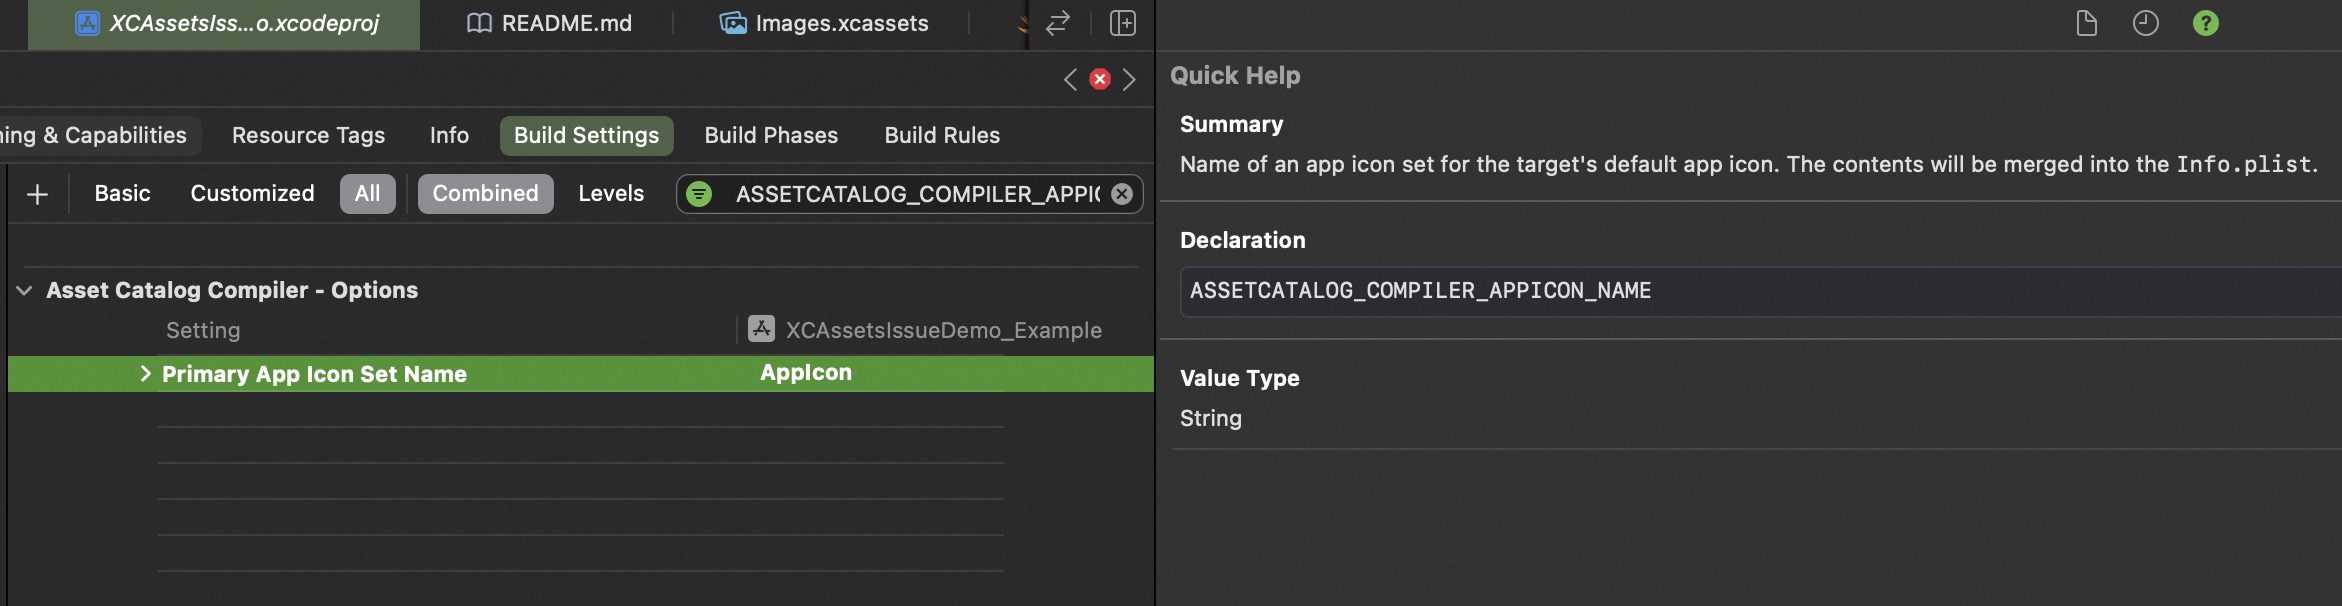 XCAssetsIss...o.xcodeproj
README.md
Images.xcassets
ing & Capabilities
Resource Tags
Info
Build Settings
Build Phases
Build Rules
Basic
Customized
All
Combined
Levels
ASSETCATALOG_COMPILER_APPI
Asset Catalog Compiler - Options
Setting
XCAssetsIssueDemo_Example
Primary App Icon Set Name
AppIcon
Quick Help
Summary
Name of an app icon set for the target's default app icon. The contents will be merged into the Info.plist.
Declaration
ASSETCATALOG_COMPILER_APPICON_NAME
Value Type
String